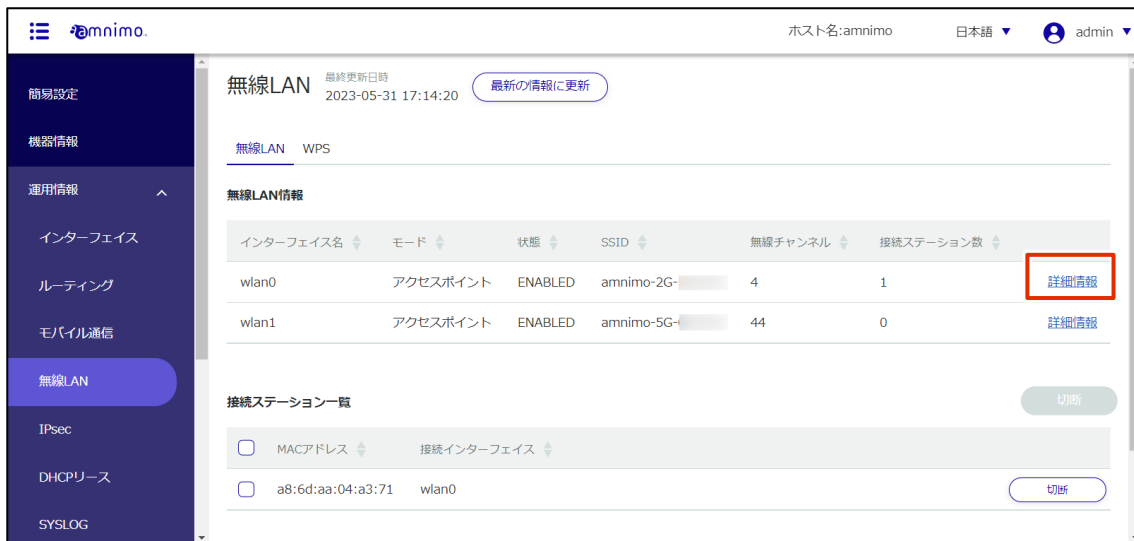 amnimo.
ホスト名:amnimo
日本語 ▼
admin ▼
簡易設定
機器情報
運用情報
インターフェイス
ルーティング
モバイル通信
無線LAN
IPsec
DHCPリース
SYSLOG
無線LAN
最終更新日時
2023-05-31 17:14:20
最新の情報に更新
無線LAN WPS
無線LAN情報
インターフェイス名 モード 状態 SSID 無線チャンネル 接続ステーション数
wlan0 アクセスポイント ENABLED amnimo-2G- 4 1 詳細情報
wlan1 アクセスポイント ENABLED amnimo-5G- 44 0 詳細情報
接続ステーション一覧
切断
MACアドレス 接続インターフェイス
a8:6d:aa:04:a3:71 wlan0 切断